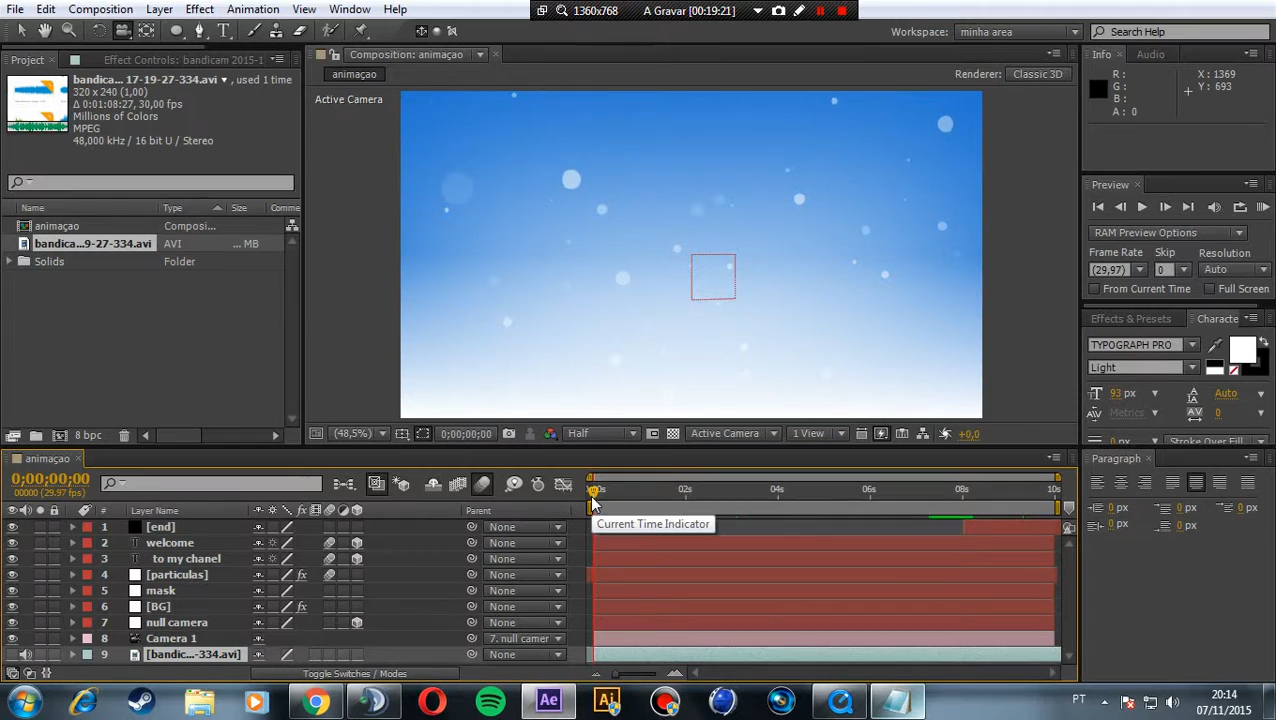 File Edit Composition Layer Effect Animation View Window Help
1360x768 A Gravar [00:19:21]
Workspace: minha area Search Help
Project Effect Controls: bandicam 2015-1
bandica... 17-19-27-334.avi, used 1 time
320 x 240 (1,00)
Δ 0:01:08:27, 30,00 fps
Millions of Colors
MPEG
48,000 kHz / 16 bit U / Stereo
Name Type Size Comme
animaçao Composi...
bandica...9-27-334.avi AVI ... MB
Solids Folder
8 bpc
Composition: animaçao
animaçao
Renderer: Classic 3D
Active Camera
(48,5%) 0;00;00;00 Half Active Camera 1 View +0,0
Info Audio
R: X: 1369
G: Y: 693
B:
A: 0
Preview
RAM Preview Options
Frame Rate Skip Resolution
(29,97) 0 Auto
From Current Time Full Screen
Effects & Presets Characte
TYPOGRAPH PRO
Light
93 px Auto
Metrics 0
0 px Stroke Over Fill
Paragraph
0 px 0 px 0 px
0 px 0 px
animaçao
0;00;00;00
00000 (29.97 fps)
02s 04s 06s 08s 10s
# Layer Name Parent
1 [end] None
2 welcome None
3 to my chanel None
4 [particulas] fx None
5 mask None
6 [BG] fx None
7 null camera None
8 Camera 1 7. null camer
9 [bandic...-334.avi] None
Current Time Indicator
Toggle Switches / Modes
Ae Ai
PT 20:14
07/11/2015